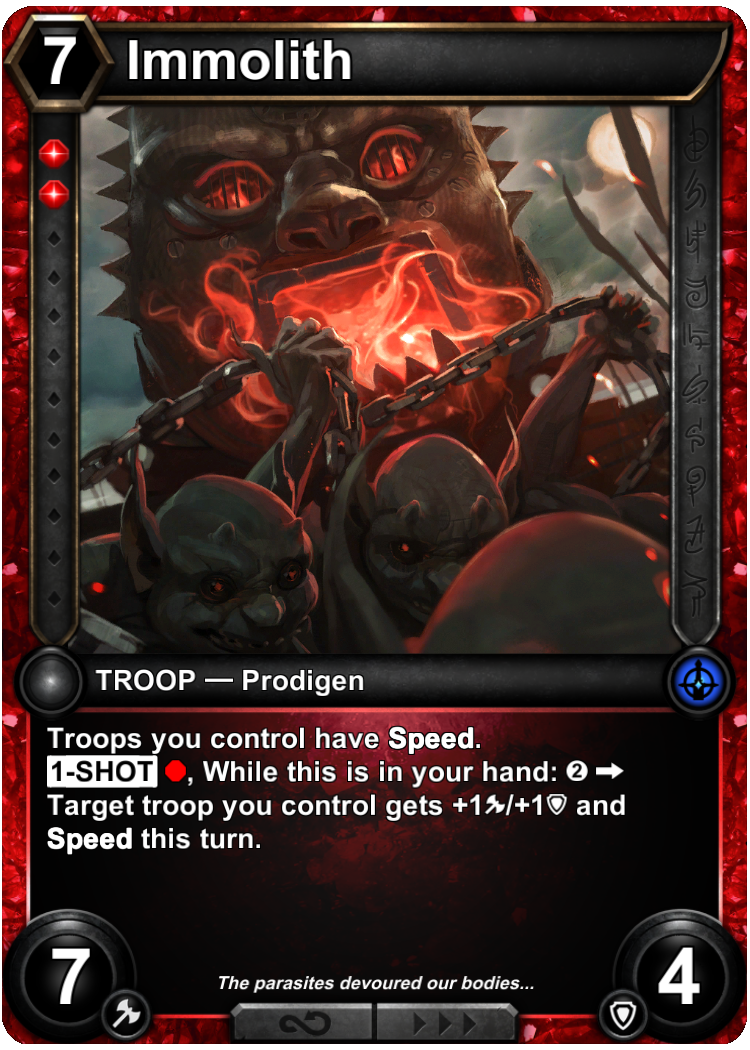 7 Immolith
TROOP — Prodigen
Troops you control have Speed.
1-SHOT , While this is in your hand: ❷ ➡
Target troop you control gets +1/+1 and
Speed this turn.
The parasites devoured our bodies...
7
4